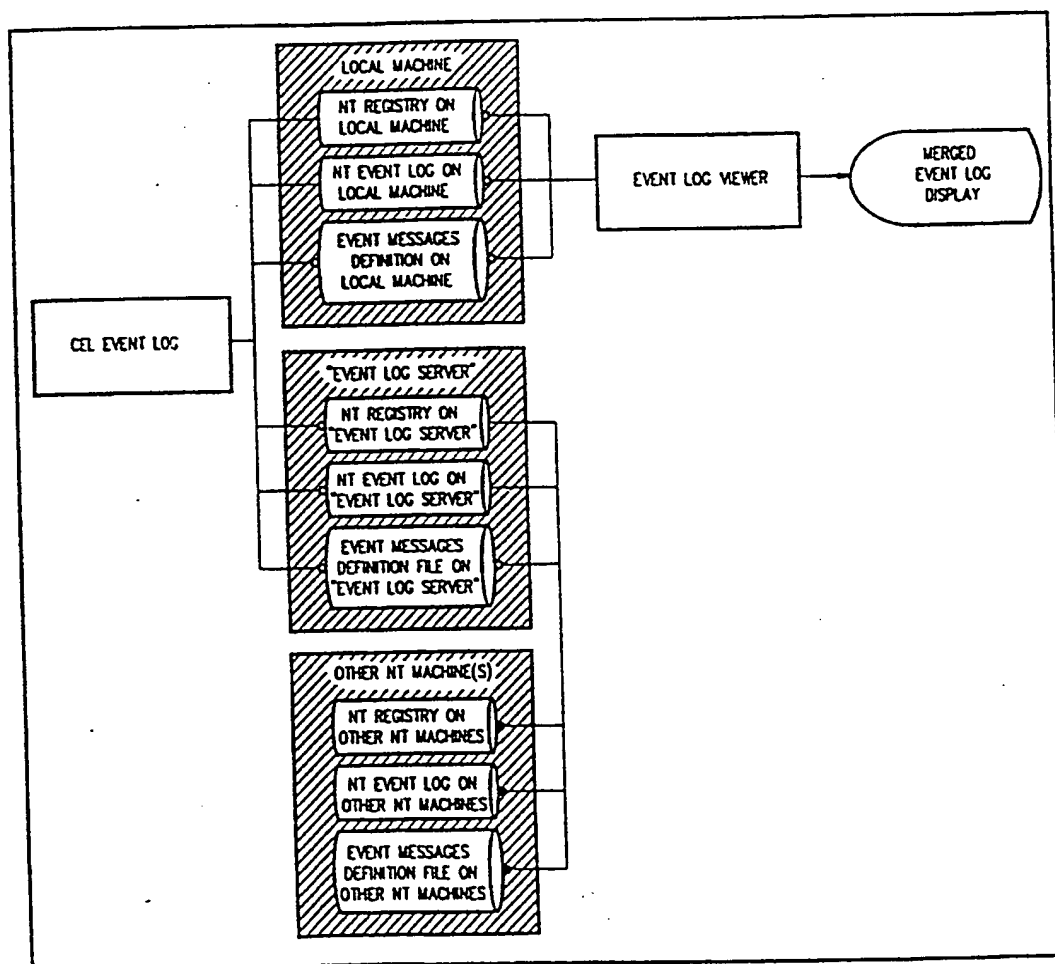 LOCAL MACHINE
NT REGISTRY ON
LOCAL MACHINE
NT EVENT LOG ON
LOCAL MACHINE
EVENT MESSAGES
DEFINITION ON
LOCAL MACHINE
EVENT LOG VIEWER
MERGED
EVENT LOG
DISPLAY
CEL EVENT LOG
"EVENT LOG SERVER"
NT REGISTRY ON
"EVENT LOG SERVER"
NT EVENT LOG ON
"EVENT LOG SERVER"
EVENT MESSAGES
DEFINITION FILE ON
"EVENT LOG SERVER"
OTHER NT MACHINE(S)
NT REGISTRY ON
OTHER NT MACHINES
NT EVENT LOG ON
OTHER NT MACHINES
EVENT MESSAGES
DEFINITION FILE ON
OTHER NT MACHINES